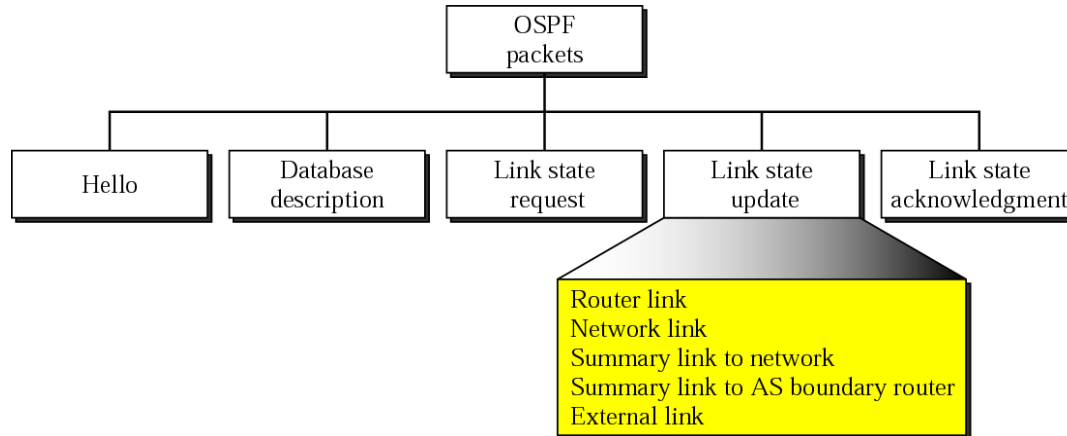 OSPF
packets
Hello
Database
description
Link state
request
Link state
update
Link state
acknowledgment
Router link
Network link
Summary link to network
Summary link to AS boundary router
External link